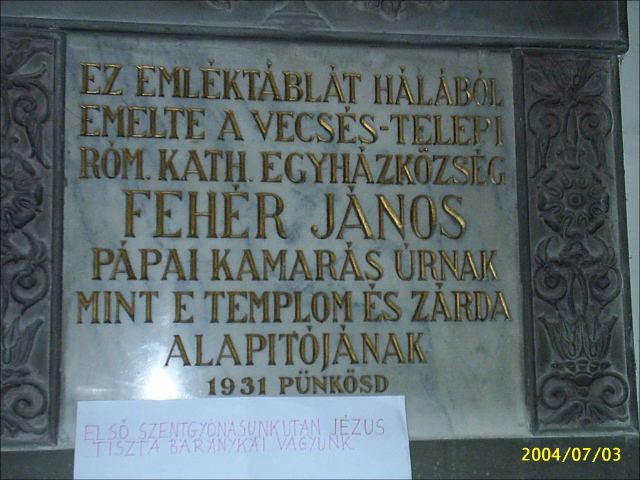 EZ EMLÉKTÁBLÁT HÁLÁBÓL
EMELTE A VECSÉS-TELEPI
RÓM. KATH. EGYHÁZKÖZSÉG
FEHÉR JÁNOS
PÁPAI KAMARÁS ÚRNAK
MINT E TEMPLOM ÉS ZÁRDA
ALAPITÓJÁNAK
1931 PÜNKÖSD
ELSŐ SZENTGYÓNÁSUNK UTÁN JÉZUS
TISZTA BÁRÁNYKÁI VAGYUNK
2004/07/03